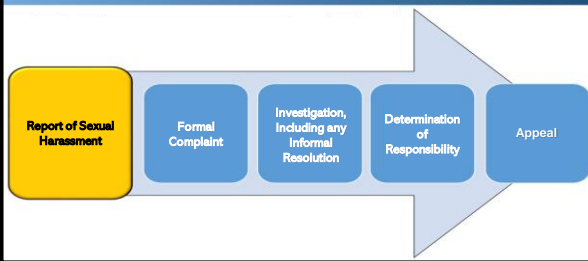 Report of Sexual
Harassment
Formal
Complaint
Investigation,
Including any
Informal
Resolution
Determination
of
Responsibility
Appeal